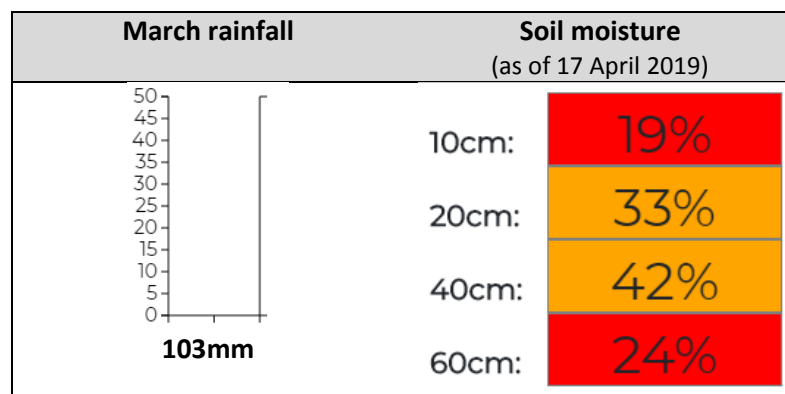 March rainfall
Soil moisture
(as of 17 April 2019)
50
45
40
35
30
25
20
15
10
5
0
103mm
10cm: 19%
20cm: 33%
40cm: 42%
60cm: 24%